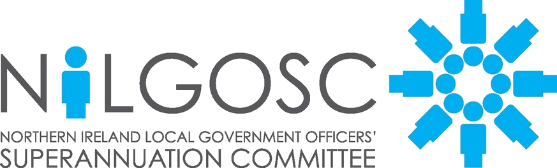 NiLGOSC
NORTHERN IRELAND LOCAL GOVERNMENT OFFICERS'
SUPERANNUATION COMMITTEE